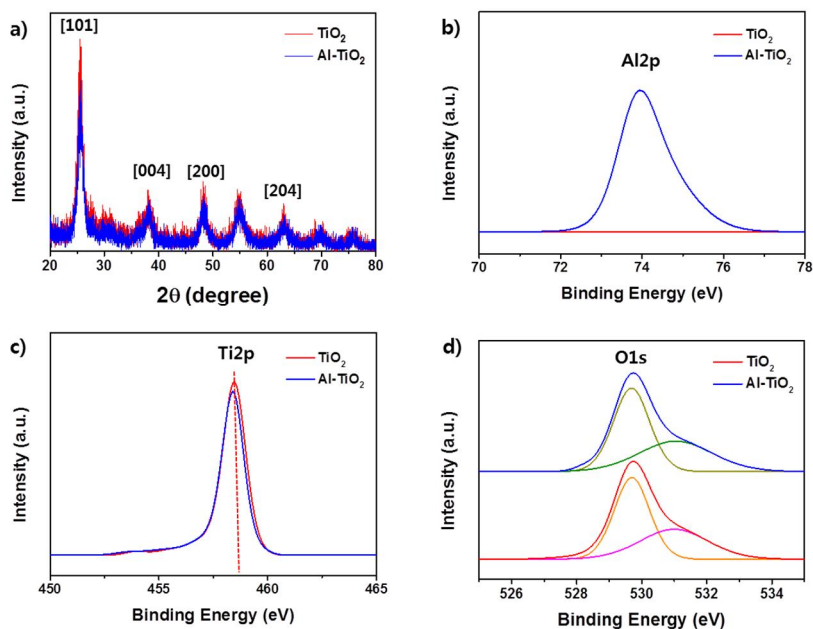 a)
[101]
TiO2
Al-TiO2
[004]
[200]
[204]
Intensity (a.u.)
20 30 40 50 60 70 80
2θ (degree)
b)
Al2p
TiO2
Al-TiO2
Intensity (a.u.)
70 72 74 76 78
Binding Energy (eV)
c)
Ti2p
TiO2
Al-TiO2
Intensity (a.u.)
450 455 460 465
Binding Energy (eV)
d)
O1s
TiO2
Al-TiO2
Intensity (a.u.)
526 528 530 532 534
Binding Energy (eV)